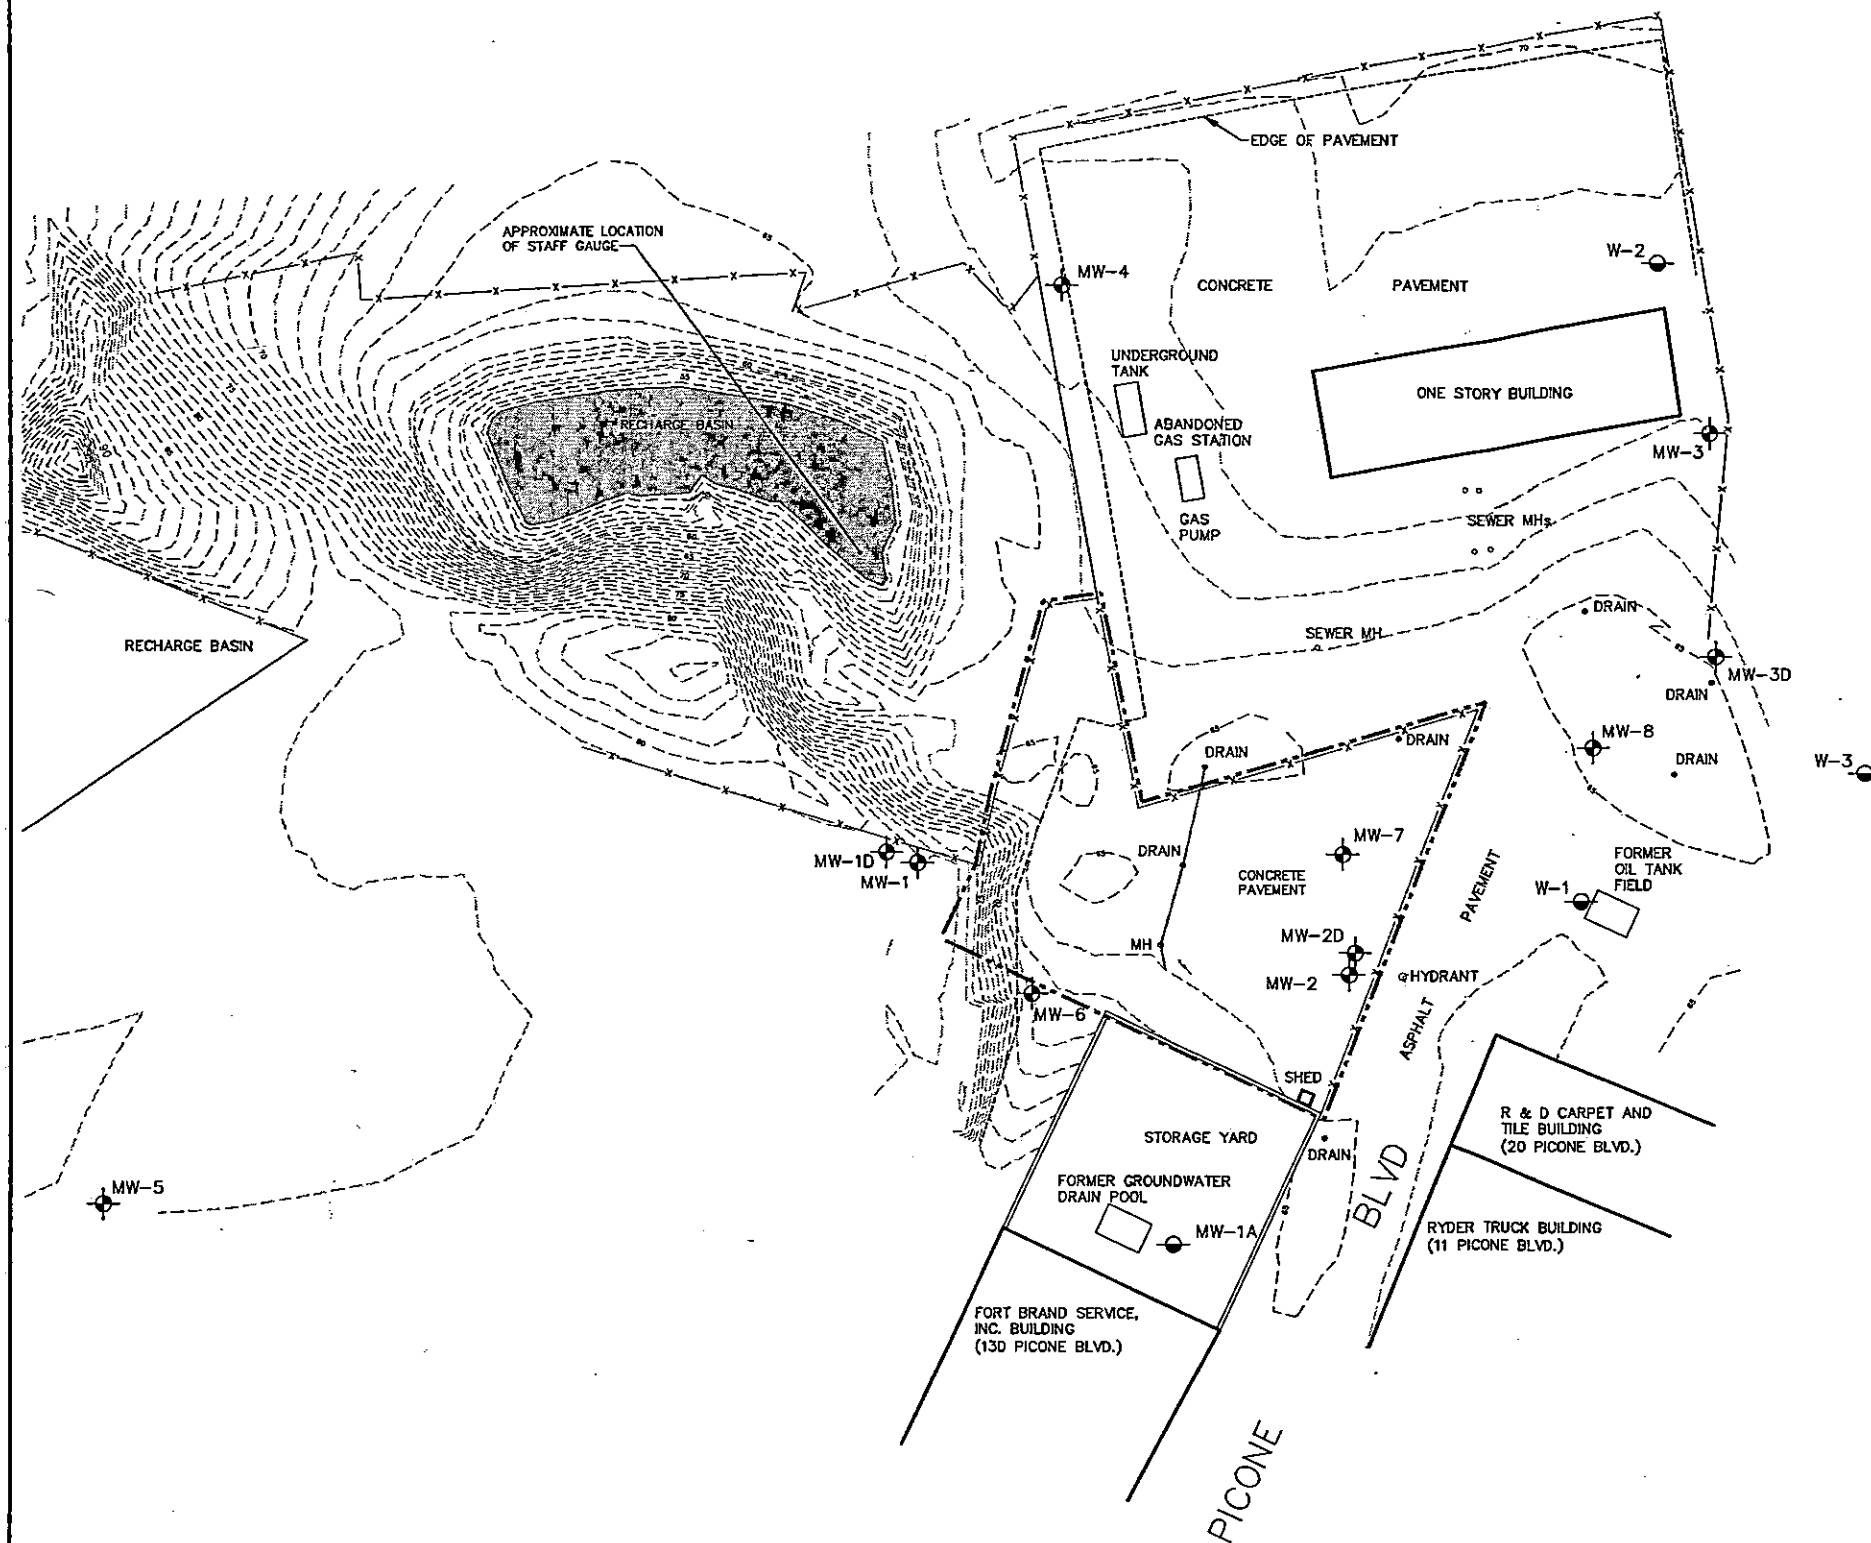 70
EDGE OF PAVEMENT
APPROXIMATE LOCATION
OF STAFF GAUGE
65
W-2
MW-4
CONCRETE
PAVEMENT
UNDERGROUND
TANK
ONE STORY BUILDING
RECHARGE BASIN
ABANDONED
GAS STATION
MW-3
GAS
PUMP
SEWER MHs
DRAIN
RECHARGE BASIN
SEWER MH
MW-3D
DRAIN
MW-8
DRAIN
DRAIN
DRAIN
W-3
MW-7
DRAIN
MW-1D
MW-1
CONCRETE
PAVEMENT
PAVEMENT
FORMER
OIL TANK
FIELD
W-1
MH
MW-2D
MW-2
HYDRANT
MW-6
ASPHALT
SHED
R & D CARPET AND
TILE BUILDING
(20 PICONE BLVD.)
STORAGE YARD
DRAIN
BLVD
MW-5
FORMER GROUNDWATER
DRAIN POOL
MW-1A
RYDER TRUCK BUILDING
(11 PICONE BLVD.)
FORT BRAND SERVICE,
INC. BUILDING
(13D PICONE BLVD.)
PICONE